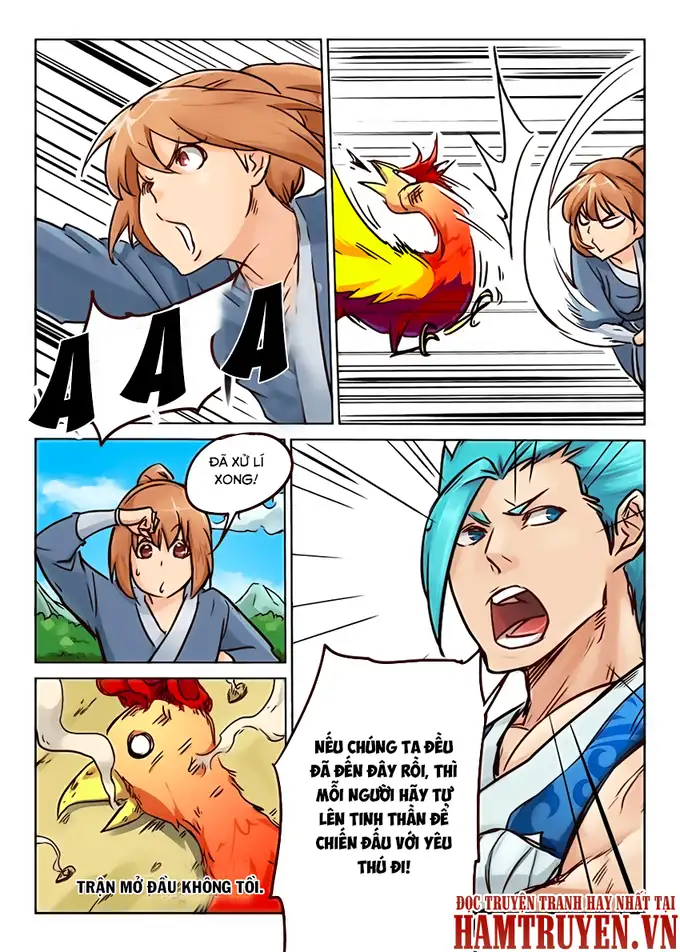 A A A
ĐÃ XỬ LÍ
XONG!
NẾU CHÚNG TA ĐỀU
ĐÃ ĐẾN ĐÂY RỒI, THÌ
MỖI NGƯỜI HÃY TỰ
LÊN TINH THẦN ĐỂ
CHIẾN ĐẤU VỚI YÊU
THÚ ĐI!
TRẬN MỞ ĐẦU KHÔNG TỒI.
ĐỌC TRUYỆN TRANH HAY NHẤT TẠI
HAMTRUYEN.VN